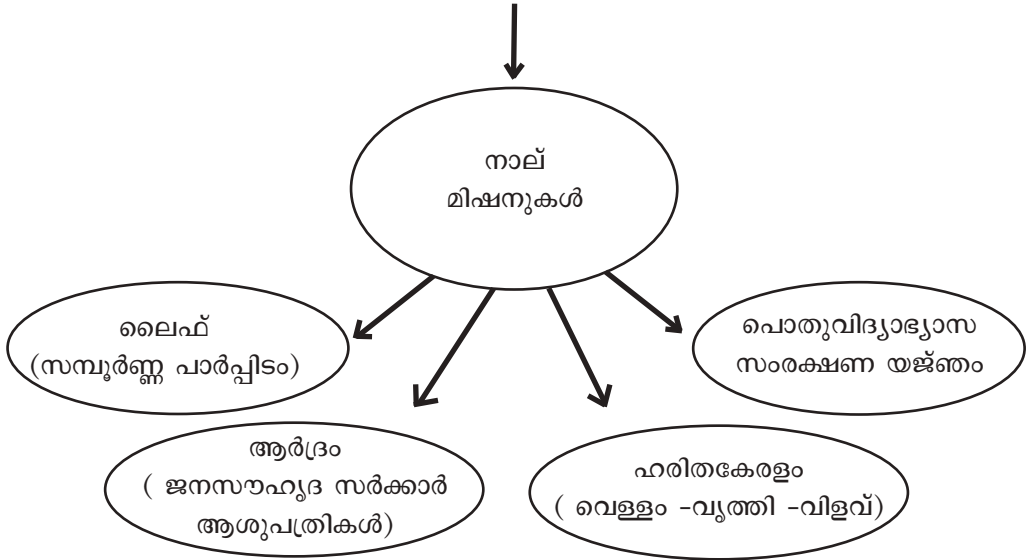 നാല്
മിഷനുകൾ
ലൈഫ്
(സമ്പൂർണ്ണ പാർപ്പിടം)
പൊതുവിദ്യാഭ്യാസ
സംരക്ഷണ യജ്ഞം
ആർദ്രം
( ജനസൗഹൃദ സർക്കാർ
ആശുപത്രികൾ)
ഹരിതകേരളം
( വെള്ളം -വൃത്തി -വിളവ്)